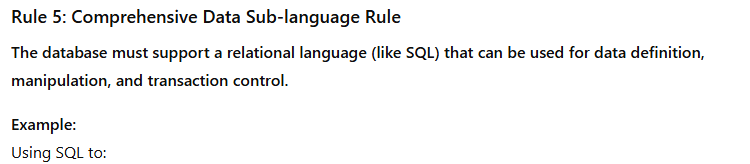 Rule 5: Comprehensive Data Sub-language Rule
The database must support a relational language (like SQL) that can be used for data definition,
manipulation, and transaction control.
Example:
Using SQL to: